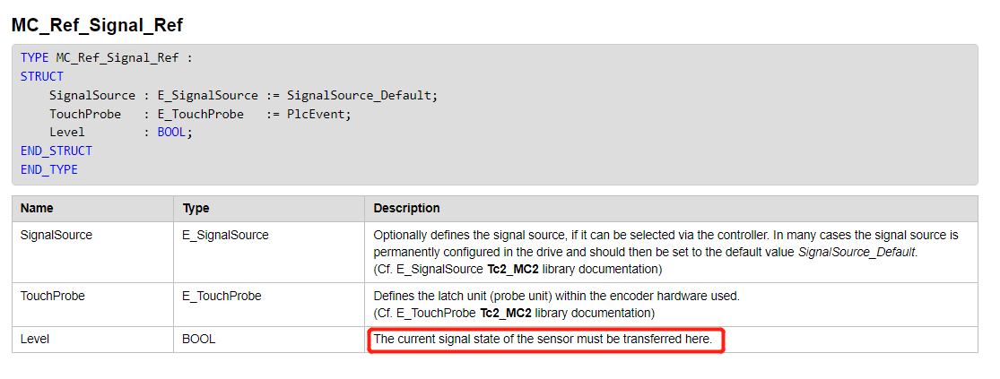 MC_Ref_Signal_Ref
TYPE MC_Ref_Signal_Ref :
STRUCT
    SignalSource : E_SignalSource := SignalSource_Default;
    TouchProbe   : E_TouchProbe   := PlcEvent;
    Level        : BOOL;
END_STRUCT
END_TYPE
Name Type Description
SignalSource E_SignalSource Optionally defines the signal source, if it can be selected via the controller. In many cases the signal source is
permanently configured in the drive and should then be set to the default value SignalSource_Default.
(Cf. E_SignalSource Tc2_MC2 library documentation)
TouchProbe E_TouchProbe Defines the latch unit (probe unit) within the encoder hardware used.
(Cf. E_TouchProbe Tc2_MC2 library documentation)
Level BOOL The current signal state of the sensor must be transferred here.